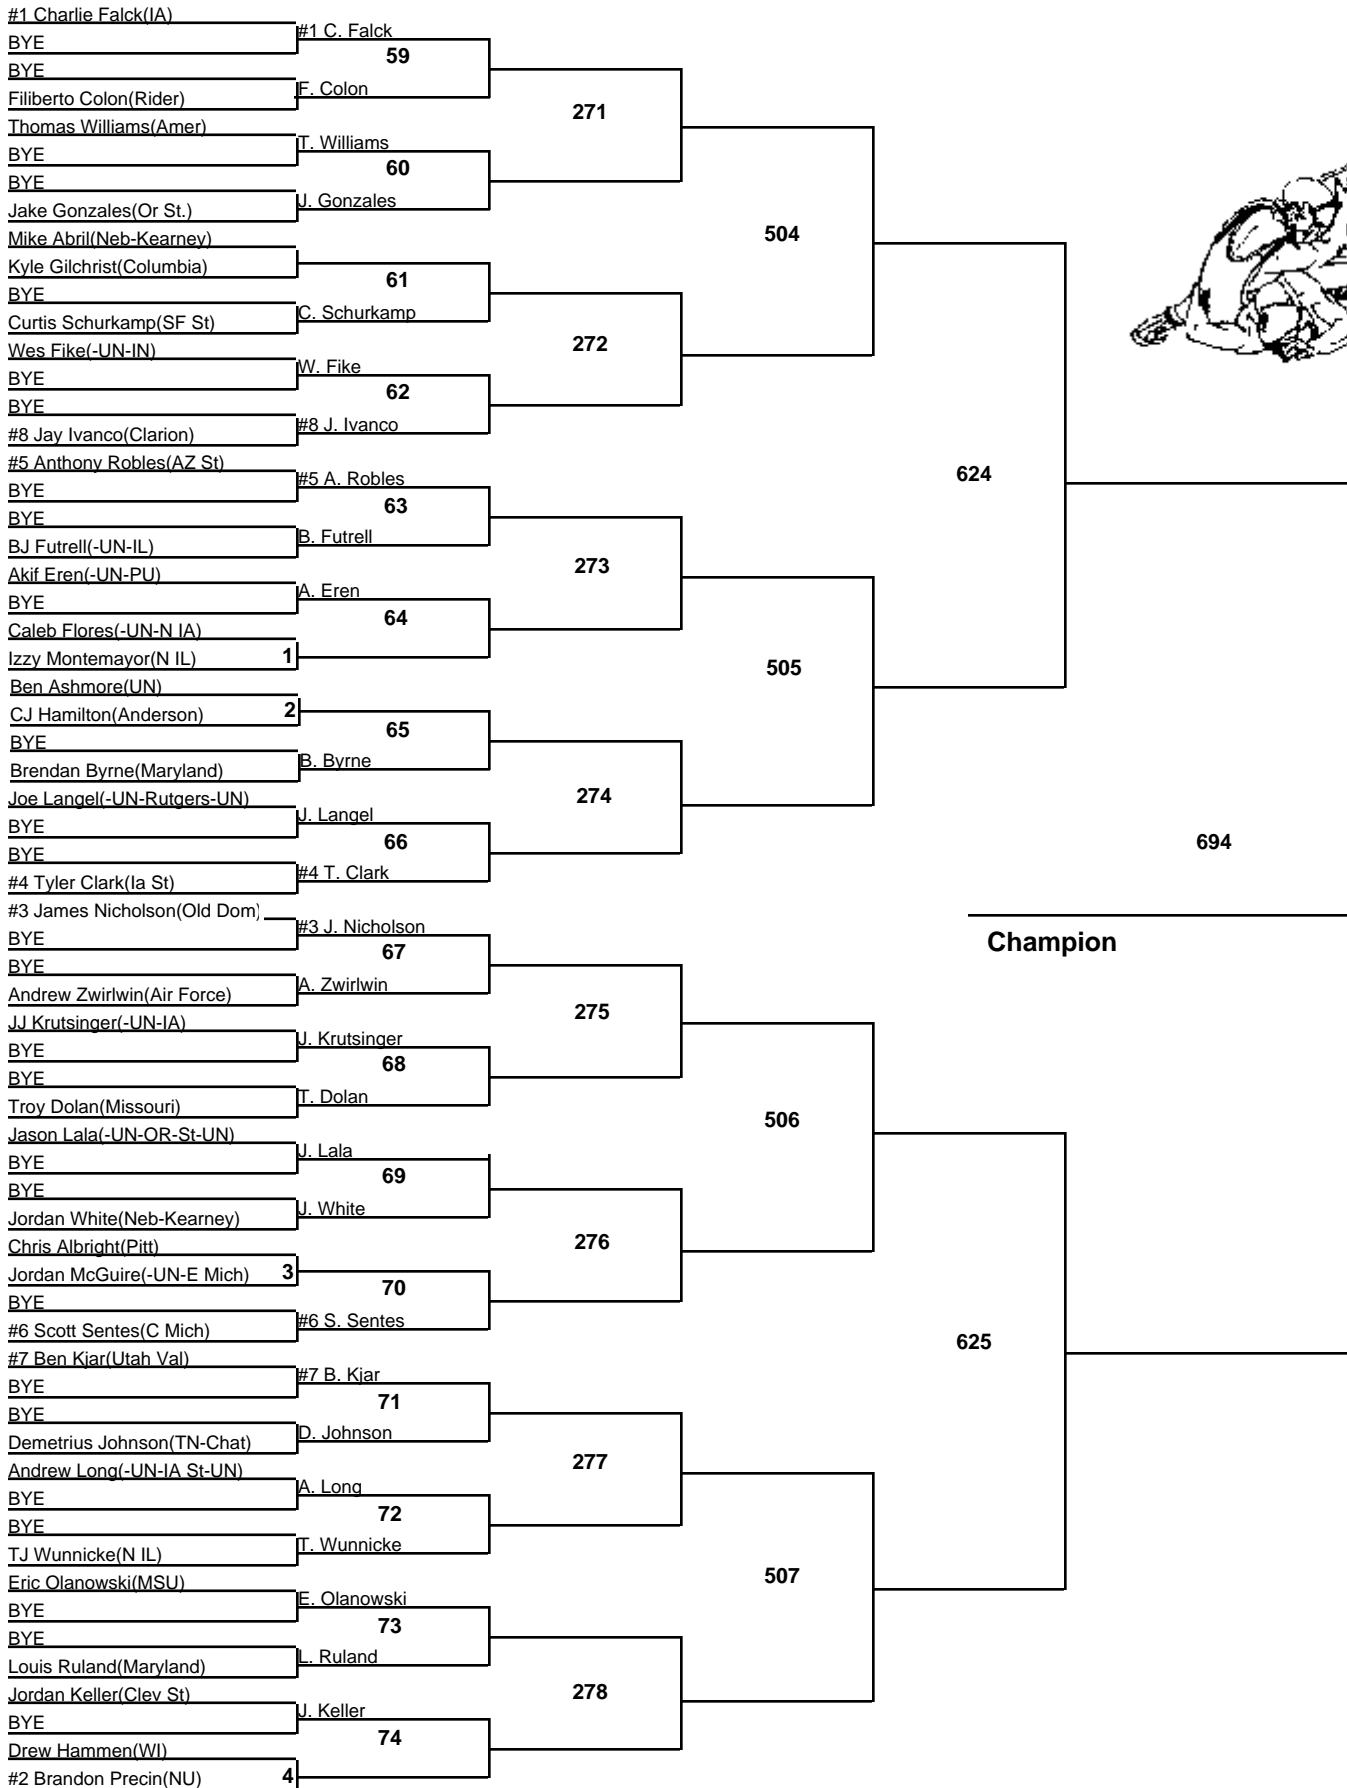 #1 Charlie Falck(IA)
BYE
BYE
Filiberto Colon(Rider)
Thomas Williams(Amer)
BYE
BYE
Jake Gonzales(Or St.)
Mike Abril(Neb-Kearney)
Kyle Gilchrist(Columbia)
BYE
Curtis Schurkamp(SF St)
Wes Fike(-UN-IN)
BYE
BYE
#8 Jay Ivanco(Clarion)
#5 Anthony Robles(AZ St)
BYE
BYE
BJ Futrell(-UN-IL)
Akif Eren(-UN-PU)
BYE
Caleb Flores(-UN-N IA)
Izzy Montemayor(N IL) 1
Ben Ashmore(UN)
CJ Hamilton(Anderson) 2
BYE
Brendan Byrne(Maryland)
Joe Langel(-UN-Rutgers-UN)
BYE
BYE
#4 Tyler Clark(Ia St)
#3 James Nicholson(Old Dom)
BYE
BYE
Andrew Zwirlwin(Air Force)
JJ Krutsinger(-UN-IA)
BYE
BYE
Troy Dolan(Missouri)
Jason Lala(-UN-OR-St-UN)
BYE
BYE
Jordan White(Neb-Kearney)
Chris Albright(Pitt)
Jordan McGuire(-UN-E Mich) 3
BYE
#6 Scott Sentes(C Mich)
#7 Ben Kjar(Utah Val)
BYE
BYE
Demetrius Johnson(TN-Chat)
Andrew Long(-UN-IA St-UN)
BYE
BYE
TJ Wunnicke(N IL)
Eric Olanowski(MSU)
BYE
BYE
Louis Ruland(Maryland)
Jordan Keller(Clev St)
BYE
Drew Hammen(WI)
#2 Brandon Precin(NU) 4
#1 C. Falck
59
F. Colon
T. Williams
60
J. Gonzales
61
C. Schurkamp
W. Fike
62
#8 J. Ivanco
#5 A. Robles
63
B. Futrell
A. Eren
64
65
B. Byrne
J. Langel
66
#4 T. Clark
#3 J. Nicholson
67
A. Zwirlwin
J. Krutsinger
68
T. Dolan
J. Lala
69
J. White
70
#6 S. Sentes
#7 B. Kjar
71
D. Johnson
A. Long
72
T. Wunnicke
E. Olanowski
73
L. Ruland
J. Keller
74
271
272
273
274
275
276
277
278
504
505
506
507
624
625
694
Champion